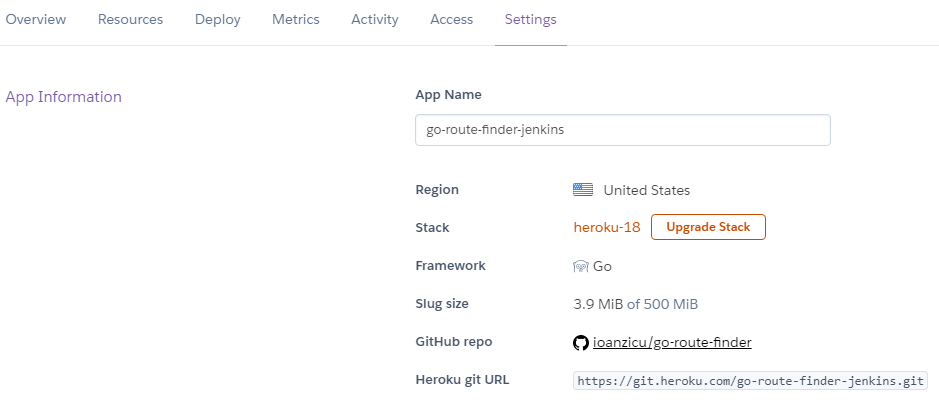 Overview Resources Deploy Metrics Activity Access Settings
App Information
App Name
go-route-finder-jenkins
Region United States
Stack heroku-18 Upgrade Stack
Framework Go
Slug size 3.9 MiB of 500 MiB
GitHub repo ioanzicu/go-route-finder
Heroku git URL https://git.heroku.com/go-route-finder-jenkins.git